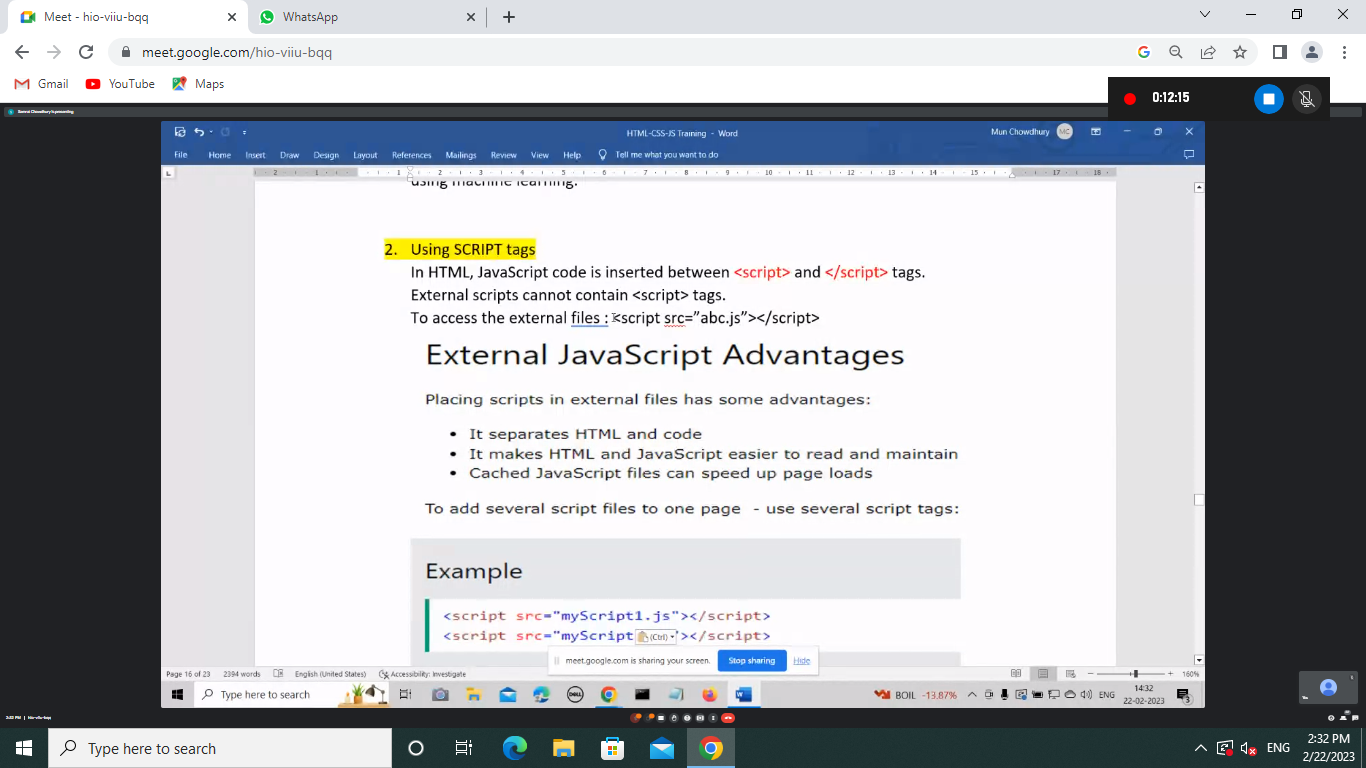 Meet - hio-viiu-bqq
WhatsApp
meet.google.com/hio-viiu-bqq
Gmail
YouTube
Maps
0:12:15
HTML-CSS-JS Training - Word
Mun Chowdhury
MC
File Home Insert Draw Design Layout References Mailings Review View Help Tell me what you want to do
using machine learning.
2. Using SCRIPT tags
In HTML, JavaScript code is inserted between <script> and </script> tags.
External scripts cannot contain <script> tags.
To access the external files : <script src=”abc.js”></script>
External JavaScript Advantages
Placing scripts in external files has some advantages:
• It separates HTML and code
• It makes HTML and JavaScript easier to read and maintain
• Cached JavaScript files can speed up page loads
To add several script files to one page - use several script tags:
Example
<script src="myScript1.js"></script>
<script src="myScript (Ctrl) "></script>
meet.google.com is sharing your screen. Stop sharing Hide
Page 16 of 23 2394 words English (United States) Accessibility: Investigate 160%
Type here to search
DELL
BOIL -13.87%
ENG
14:32
22-02-2023
3
2:32 PM | hio-viiu-bqq
Type here to search
ENG
2:32 PM
2/22/2023